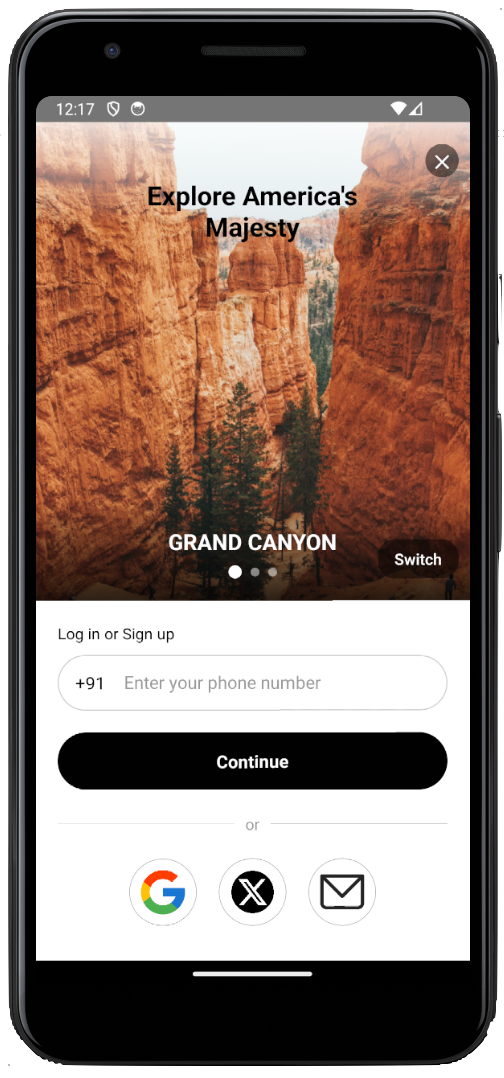 12:17
Explore America's
Majesty
GRAND CANYON
Switch
Log in or Sign up
+91 Enter your phone number
Continue
or